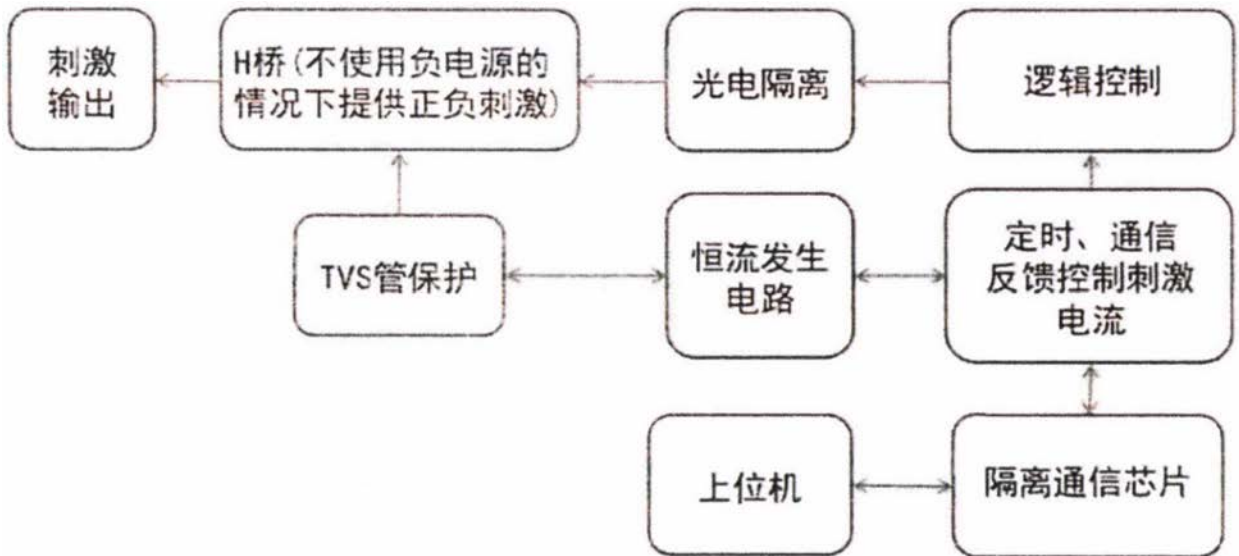 刺激
输出
H桥(不使用负电源的
情况下提供正负刺激)
光电隔离
逻辑控制
TVS管保护
恒流发生
电路
定时、通信
反馈控制刺激
电流
上位机
隔离通信芯片